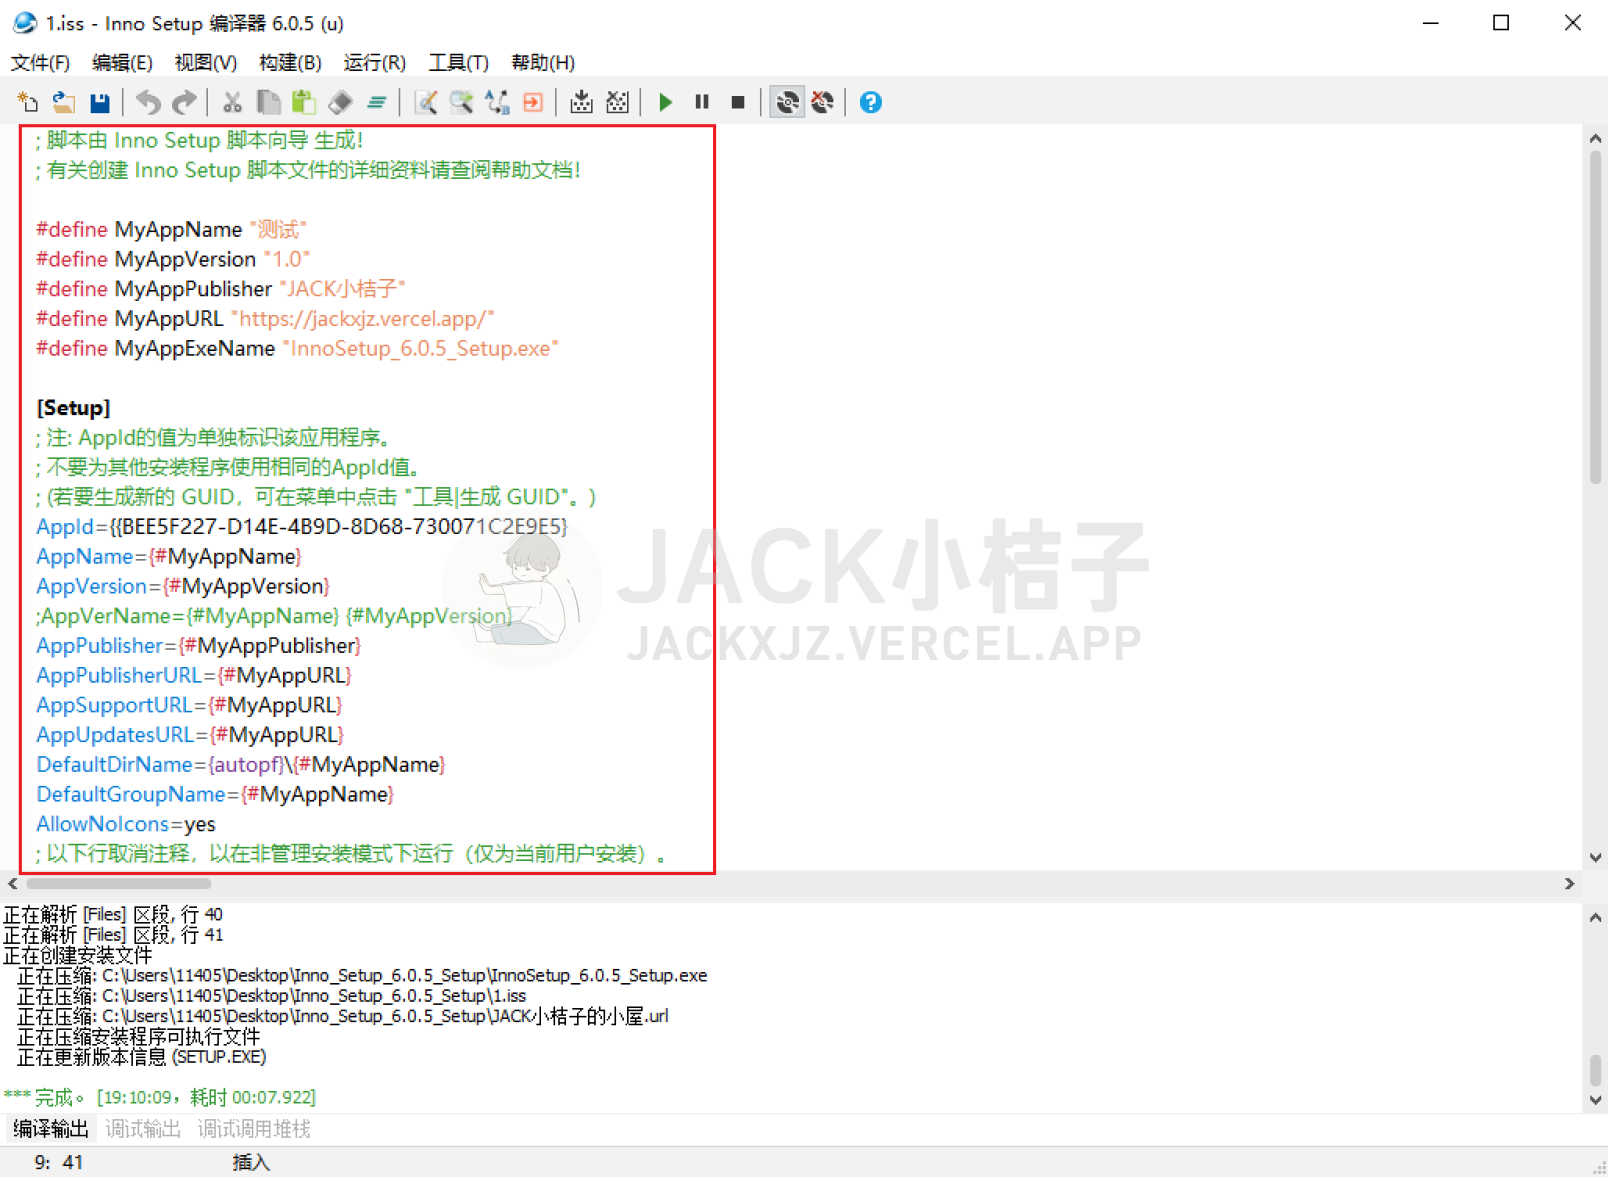 1.iss - Inno Setup 编译器 6.0.5 (u)
文件(F) 编辑(E) 视图(V) 构建(B) 运行(R) 工具(T) 帮助(H)
; 脚本由 Inno Setup 脚本向导 生成!
; 有关创建 Inno Setup 脚本文件的详细资料请查阅帮助文档!
#define MyAppName "测试"
#define MyAppVersion "1.0"
#define MyAppPublisher "JACK小桔子"
#define MyAppURL "https://jackxjz.vercel.app/"
#define MyAppExeName "InnoSetup_6.0.5_Setup.exe"
[Setup]
; 注: AppId的值为单独标识该应用程序。
; 不要为其他安装程序使用相同的AppId值。
; (若要生成新的 GUID，可在菜单中点击 "工具|生成 GUID"。)
AppId={{BEE5F227-D14E-4B9D-8D68-730071C2E9E5}
AppName={#MyAppName}
AppVersion={#MyAppVersion}
;AppVerName={#MyAppName} {#MyAppVersion}
AppPublisher={#MyAppPublisher}
AppPublisherURL={#MyAppURL}
AppSupportURL={#MyAppURL}
AppUpdatesURL={#MyAppURL}
DefaultDirName={autopf}\{#MyAppName}
DefaultGroupName={#MyAppName}
AllowNoIcons=yes
; 以下行取消注释，以在非管理安装模式下运行（仅为当前用户安装）。
JACK小桔子
JACKXJZ.VERCEL.APP
正在解析 [Files] 区段, 行 40
正在解析 [Files] 区段, 行 41
正在创建安装文件
正在压缩: C:\Users\11405\Desktop\Inno_Setup_6.0.5_Setup\InnoSetup_6.0.5_Setup.exe
正在压缩: C:\Users\11405\Desktop\Inno_Setup_6.0.5_Setup\1.iss
正在压缩: C:\Users\11405\Desktop\Inno_Setup_6.0.5_Setup\JACK小桔子的小屋.url
正在压缩安装程序可执行文件
正在更新版本信息 (SETUP.EXE)
*** 完成。 [19:10:09，耗时 00:07.922]
编译输出 调试输出 调试调用堆栈
9: 41 插入